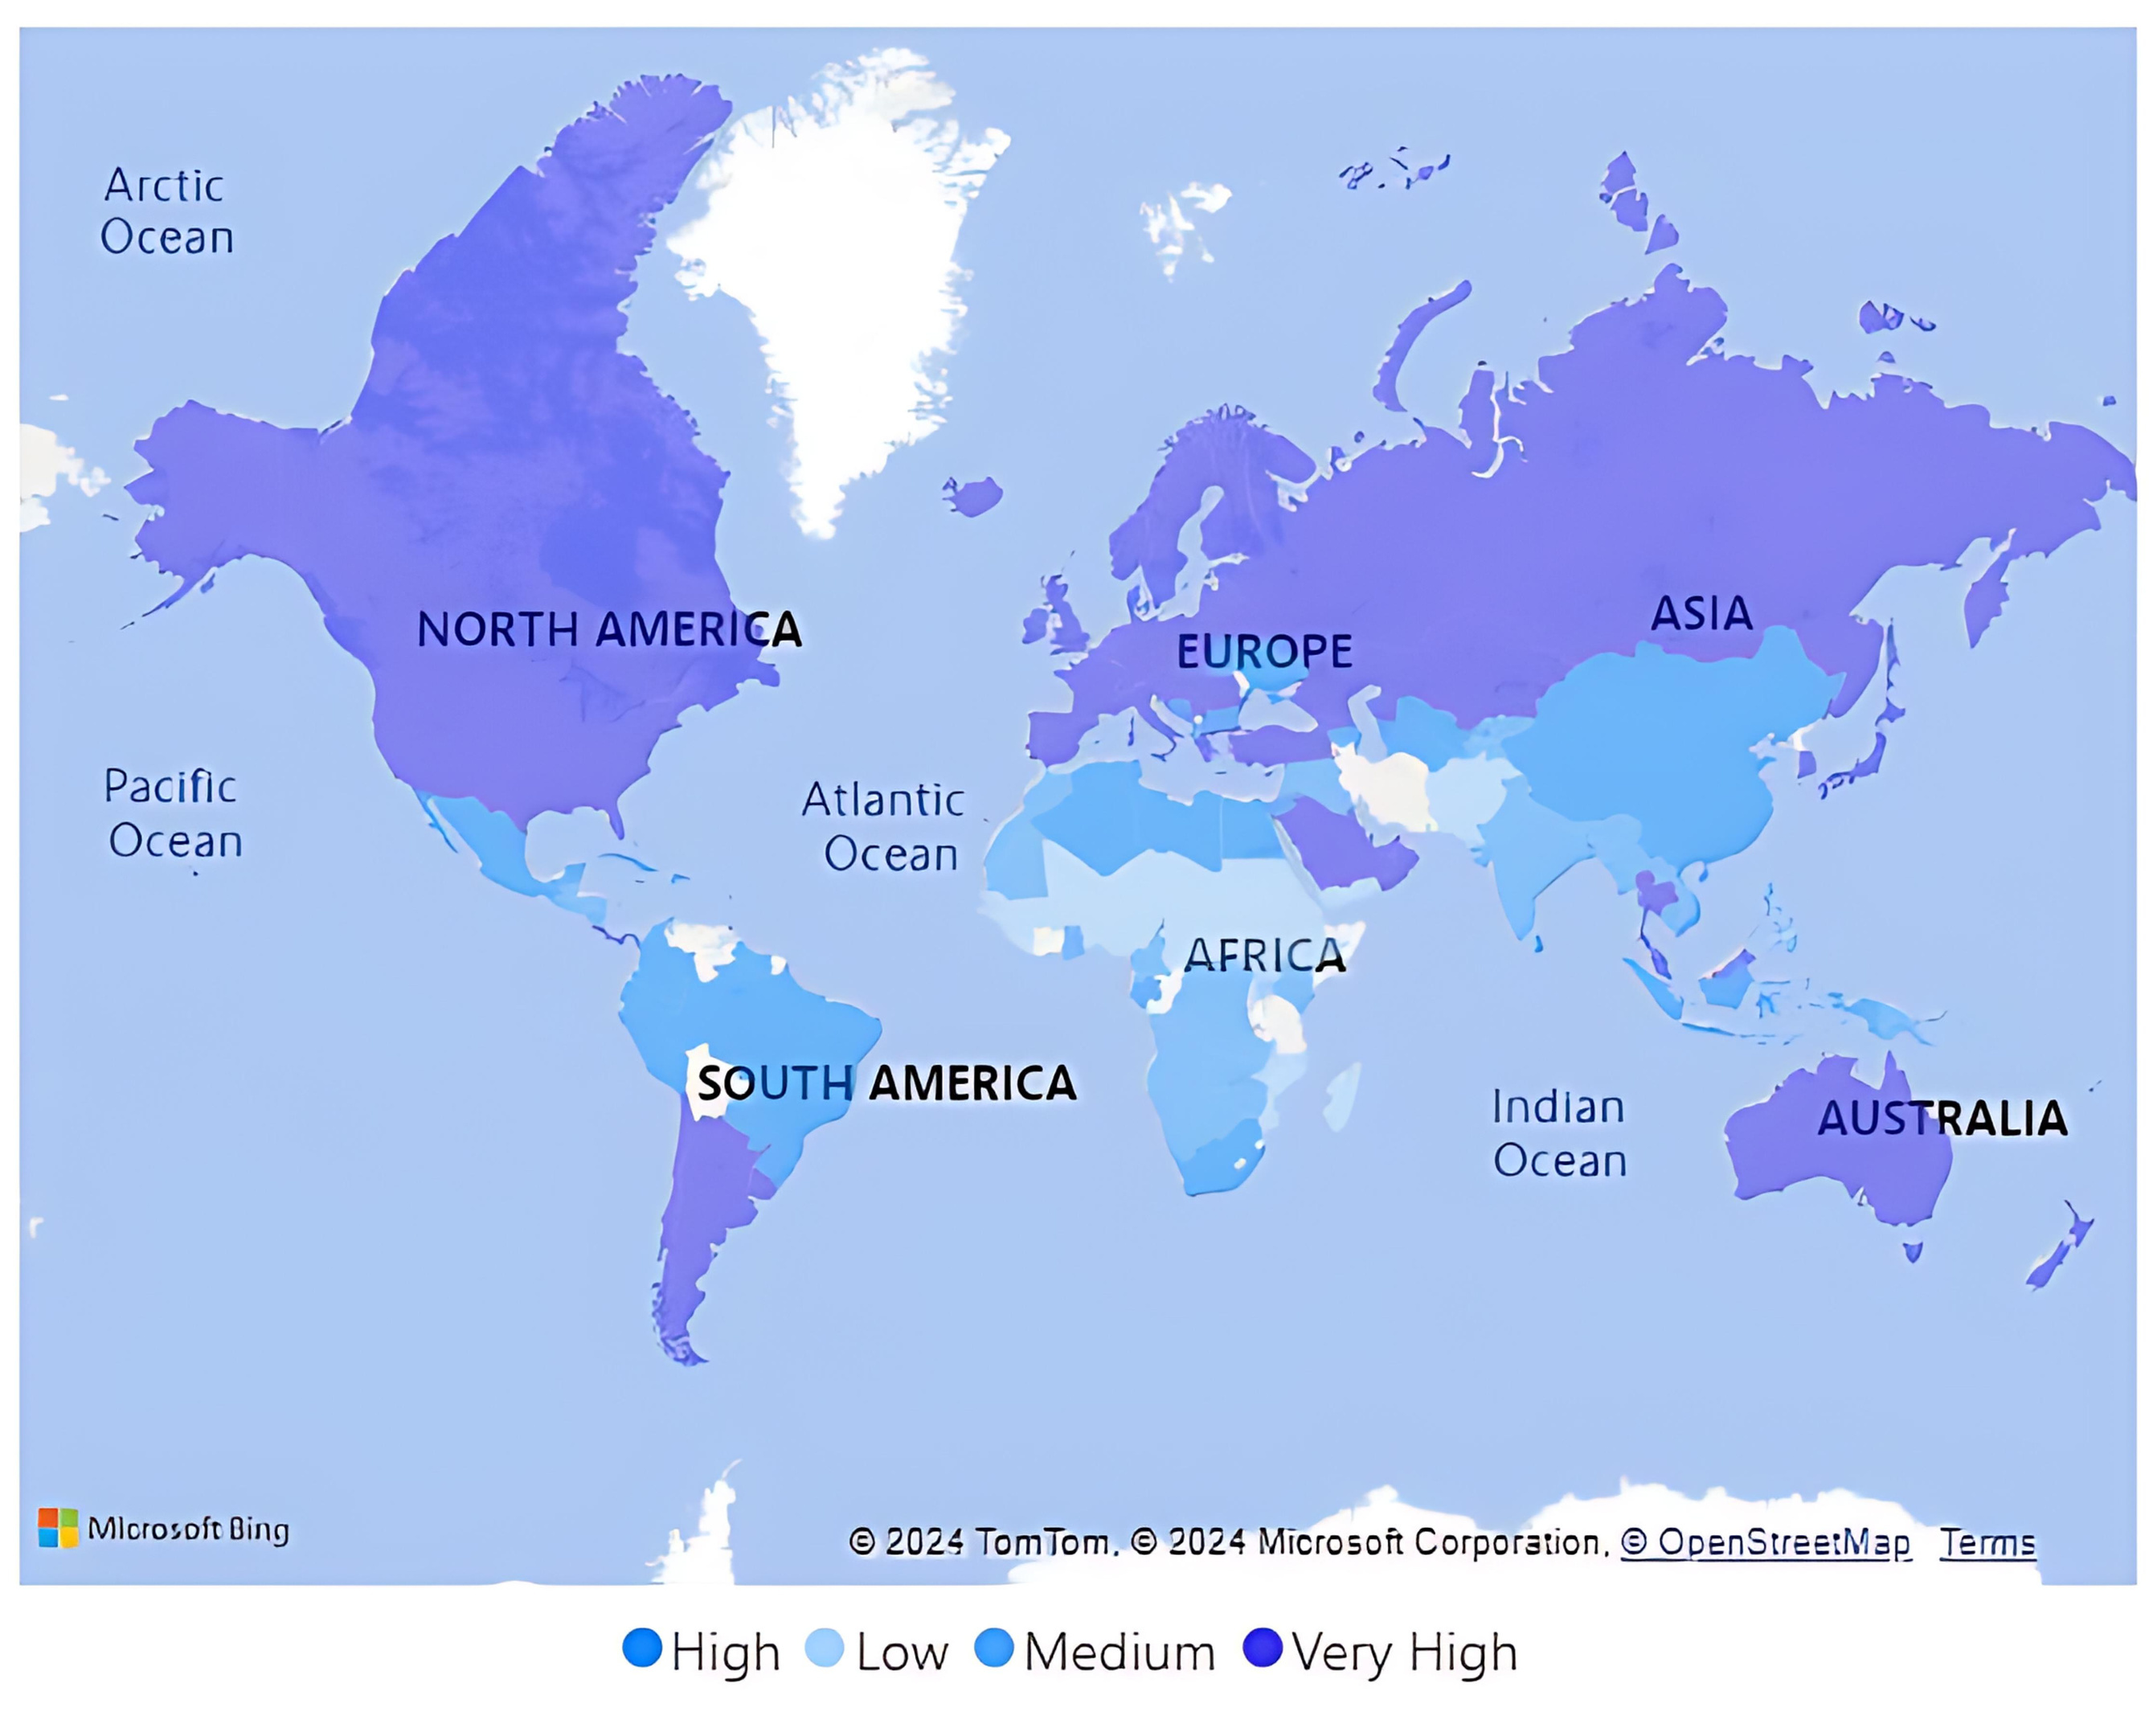 Arctic
Ocean
NORTH AMERICA
EUROPE
ASIA
Pacific
Ocean
Atlantic
Ocean
AFRICA
SOUTH AMERICA
Indian
Ocean
AUSTRALIA
Microsoft Bing
© 2024 TomTom, © 2024 Microsoft Corporation, © OpenStreetMap Terms
High Low Medium Very High